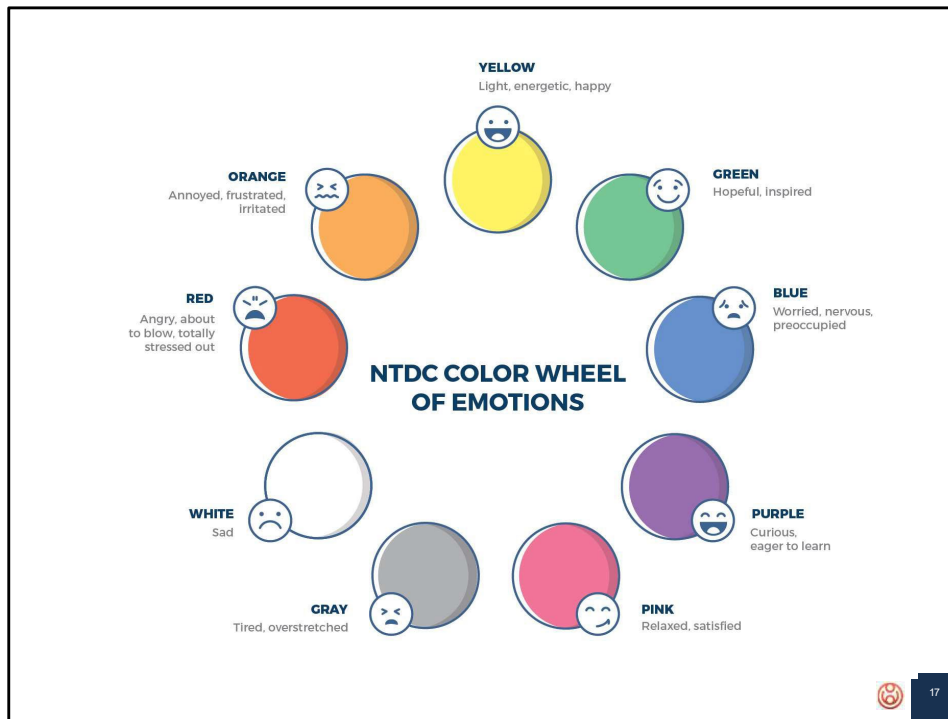 YELLOW
Light, energetic, happy
ORANGE
Annoyed, frustrated,
irritated
GREEN
Hopeful, inspired
RED
Angry, about
to blow, totally
stressed out
BLUE
Worried, nervous,
preoccupied
NTDC COLOR WHEEL
OF EMOTIONS
WHITE
Sad
PURPLE
Curious,
eager to learn
GRAY
Tired, overstretched
PINK
Relaxed, satisfied
17